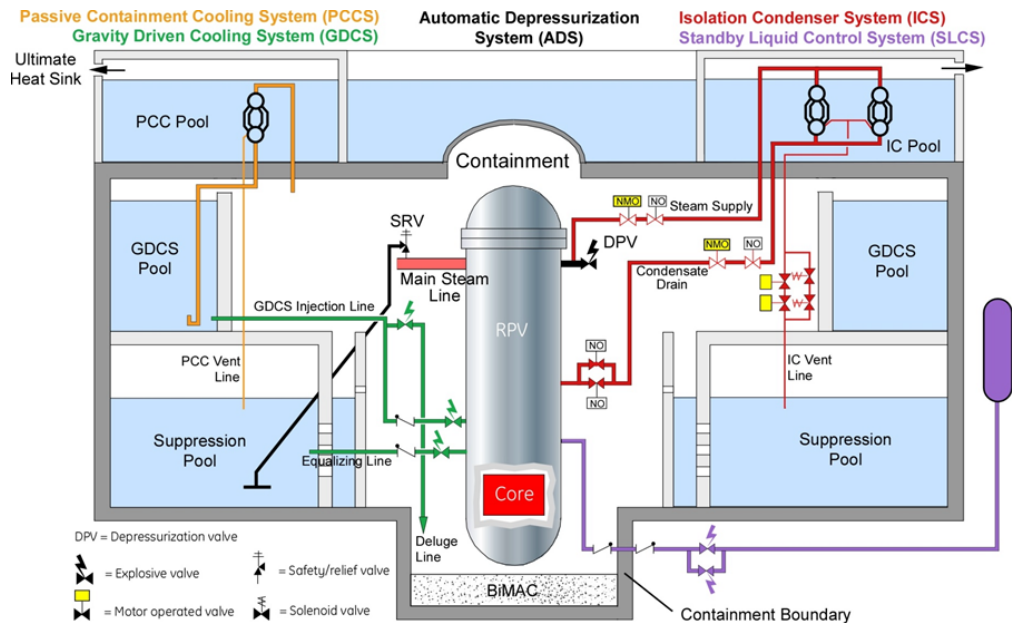 Passive Containment Cooling System (PCCS)
Gravity Driven Cooling System (GDCS)
Automatic Depressurization
System (ADS)
Isolation Condenser System (ICS)
Standby Liquid Control System (SLCS)
Ultimate
Heat Sink
PCC Pool
IC Pool
Containment
SRV
NMO
NO
Steam Supply
DPV
GDCS
Pool
Main Steam
Line
NMO
NO
Condensate
Drain
GDCS
Pool
GDCS Injection Line
RPV
NO
NO
PCC Vent
Line
IC Vent
Line
Suppression
Pool
Equalizing Line
Suppression
Pool
Core
DPV = Depressurization valve
Deluge
Line
= Explosive valve
= Safety/relief valve
= Motor operated valve
= Solenoid valve
BiMAC
Containment
Boundary